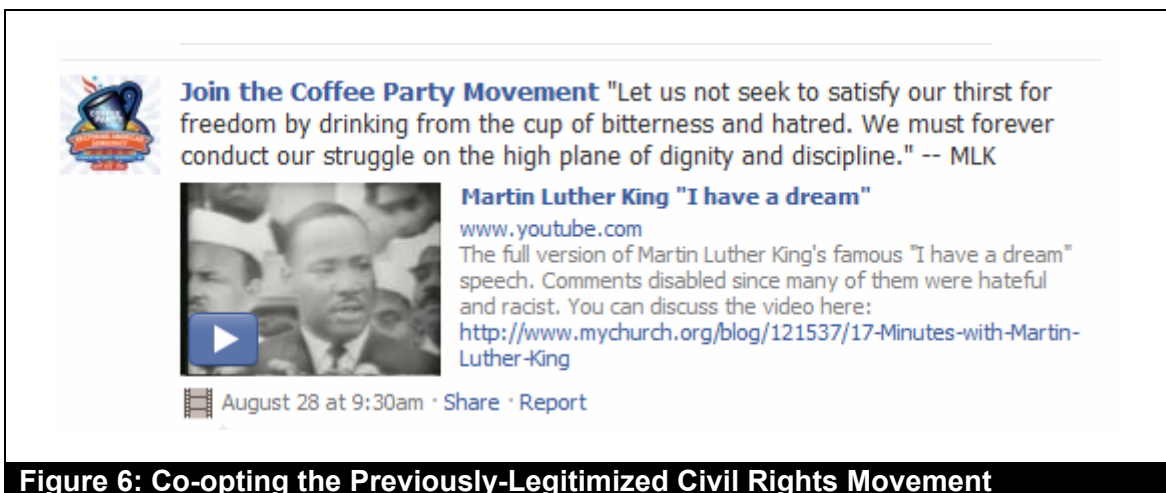 Join the Coffee Party Movement "Let us not seek to satisfy our thirst for
freedom by drinking from the cup of bitterness and hatred. We must forever
conduct our struggle on the high plane of dignity and discipline." -- MLK
Martin Luther King "I have a dream"
www.youtube.com
The full version of Martin Luther King's famous "I have a dream"
speech. Comments disabled since many of them were hateful
and racist. You can discuss the video here:
http://www.mychurch.org/blog/121537/17-Minutes-with-Martin-
Luther-King
August 28 at 9:30am · Share · Report
Figure 6: Co-opting the Previously-Legitimized Civil Rights Movement